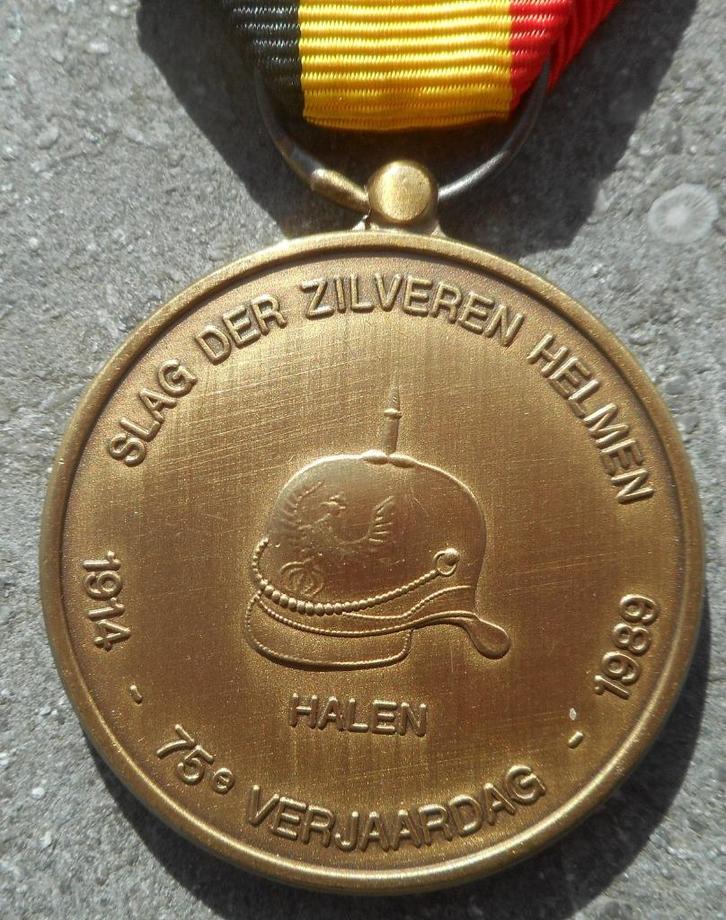 SLAG DER ZILVEREN HELMEN
HALEN
1914 - 75e VERJAARDAG - 1989